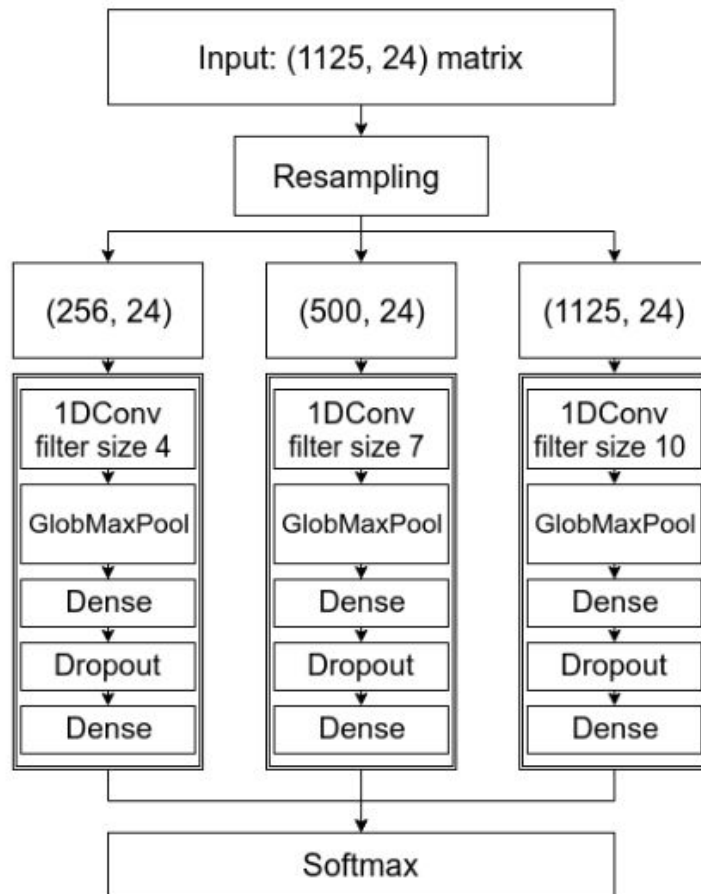 Input: (1125, 24) matrix
Resampling
(256, 24)
(500, 24)
(1125, 24)
1DConv
filter size 4
GlobMaxPool
Dense
Dropout
Dense
1DConv
filter size 7
GlobMaxPool
Dense
Dropout
Dense
1DConv
filter size 10
GlobMaxPool
Dense
Dropout
Dense
Softmax